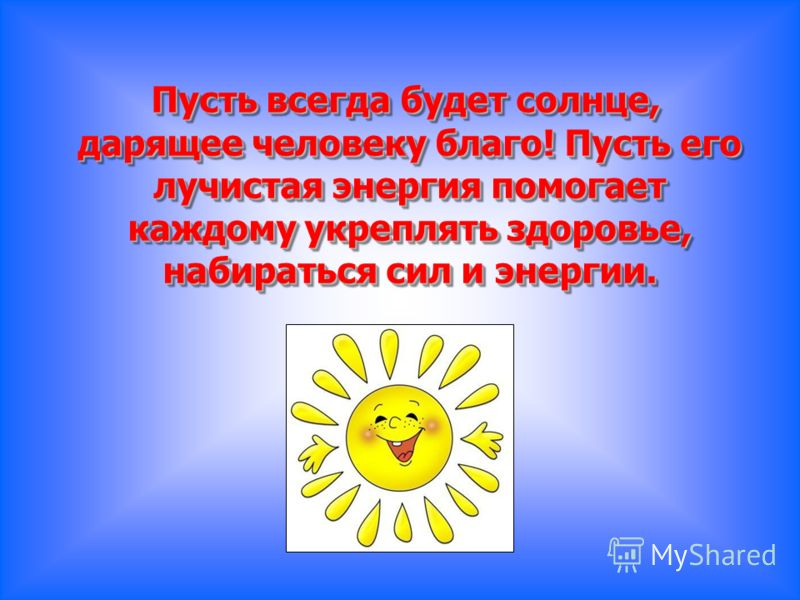 Пусть всегда будет солнце,
дарящее человеку благо! Пусть его
лучистая энергия помогает
каждому укреплять здоровье,
набираться сил и энергии.
MyShared